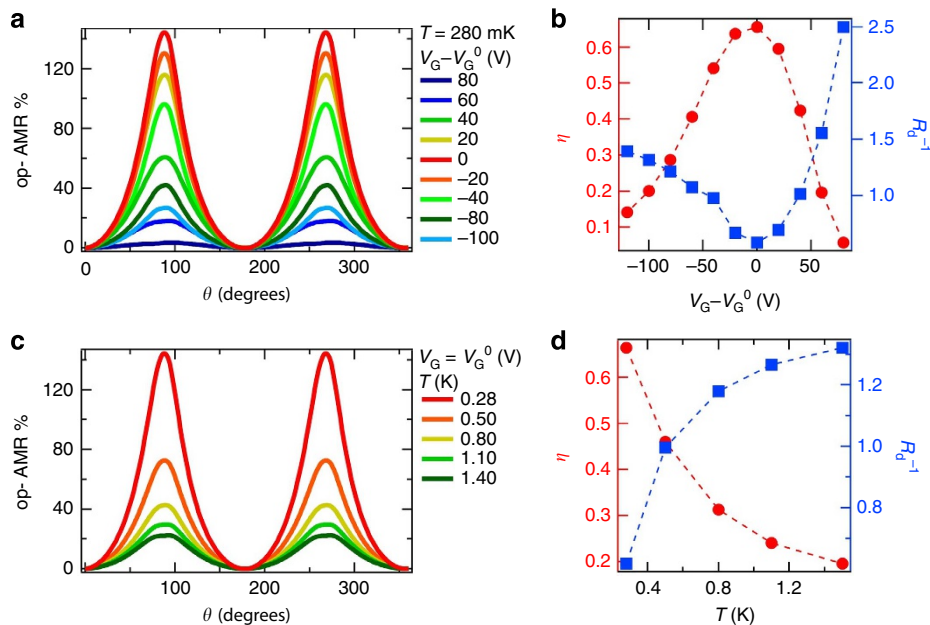 a
T = 280 mK
V_G–V_G^0 (V)
80
60
40
20
0
–20
–40
–80
–100
op- AMR %
120
80
40
0
0 100 200 300
θ (degrees)
b
η
0.6
0.5
0.4
0.3
0.2
0.1
2.5
2.0
1.5
1.0
R_d^–1
–100 –50 0 50
V_G–V_G^0 (V)
c
V_G = V_G^0 (V)
T (K)
0.28
0.50
0.80
1.10
1.40
op- AMR %
120
80
40
0
0 100 200 300
θ (degrees)
d
η
0.6
0.5
0.4
0.3
0.2
1.2
1.0
0.8
R_d^–1
0.4 0.8 1.2
T (K)